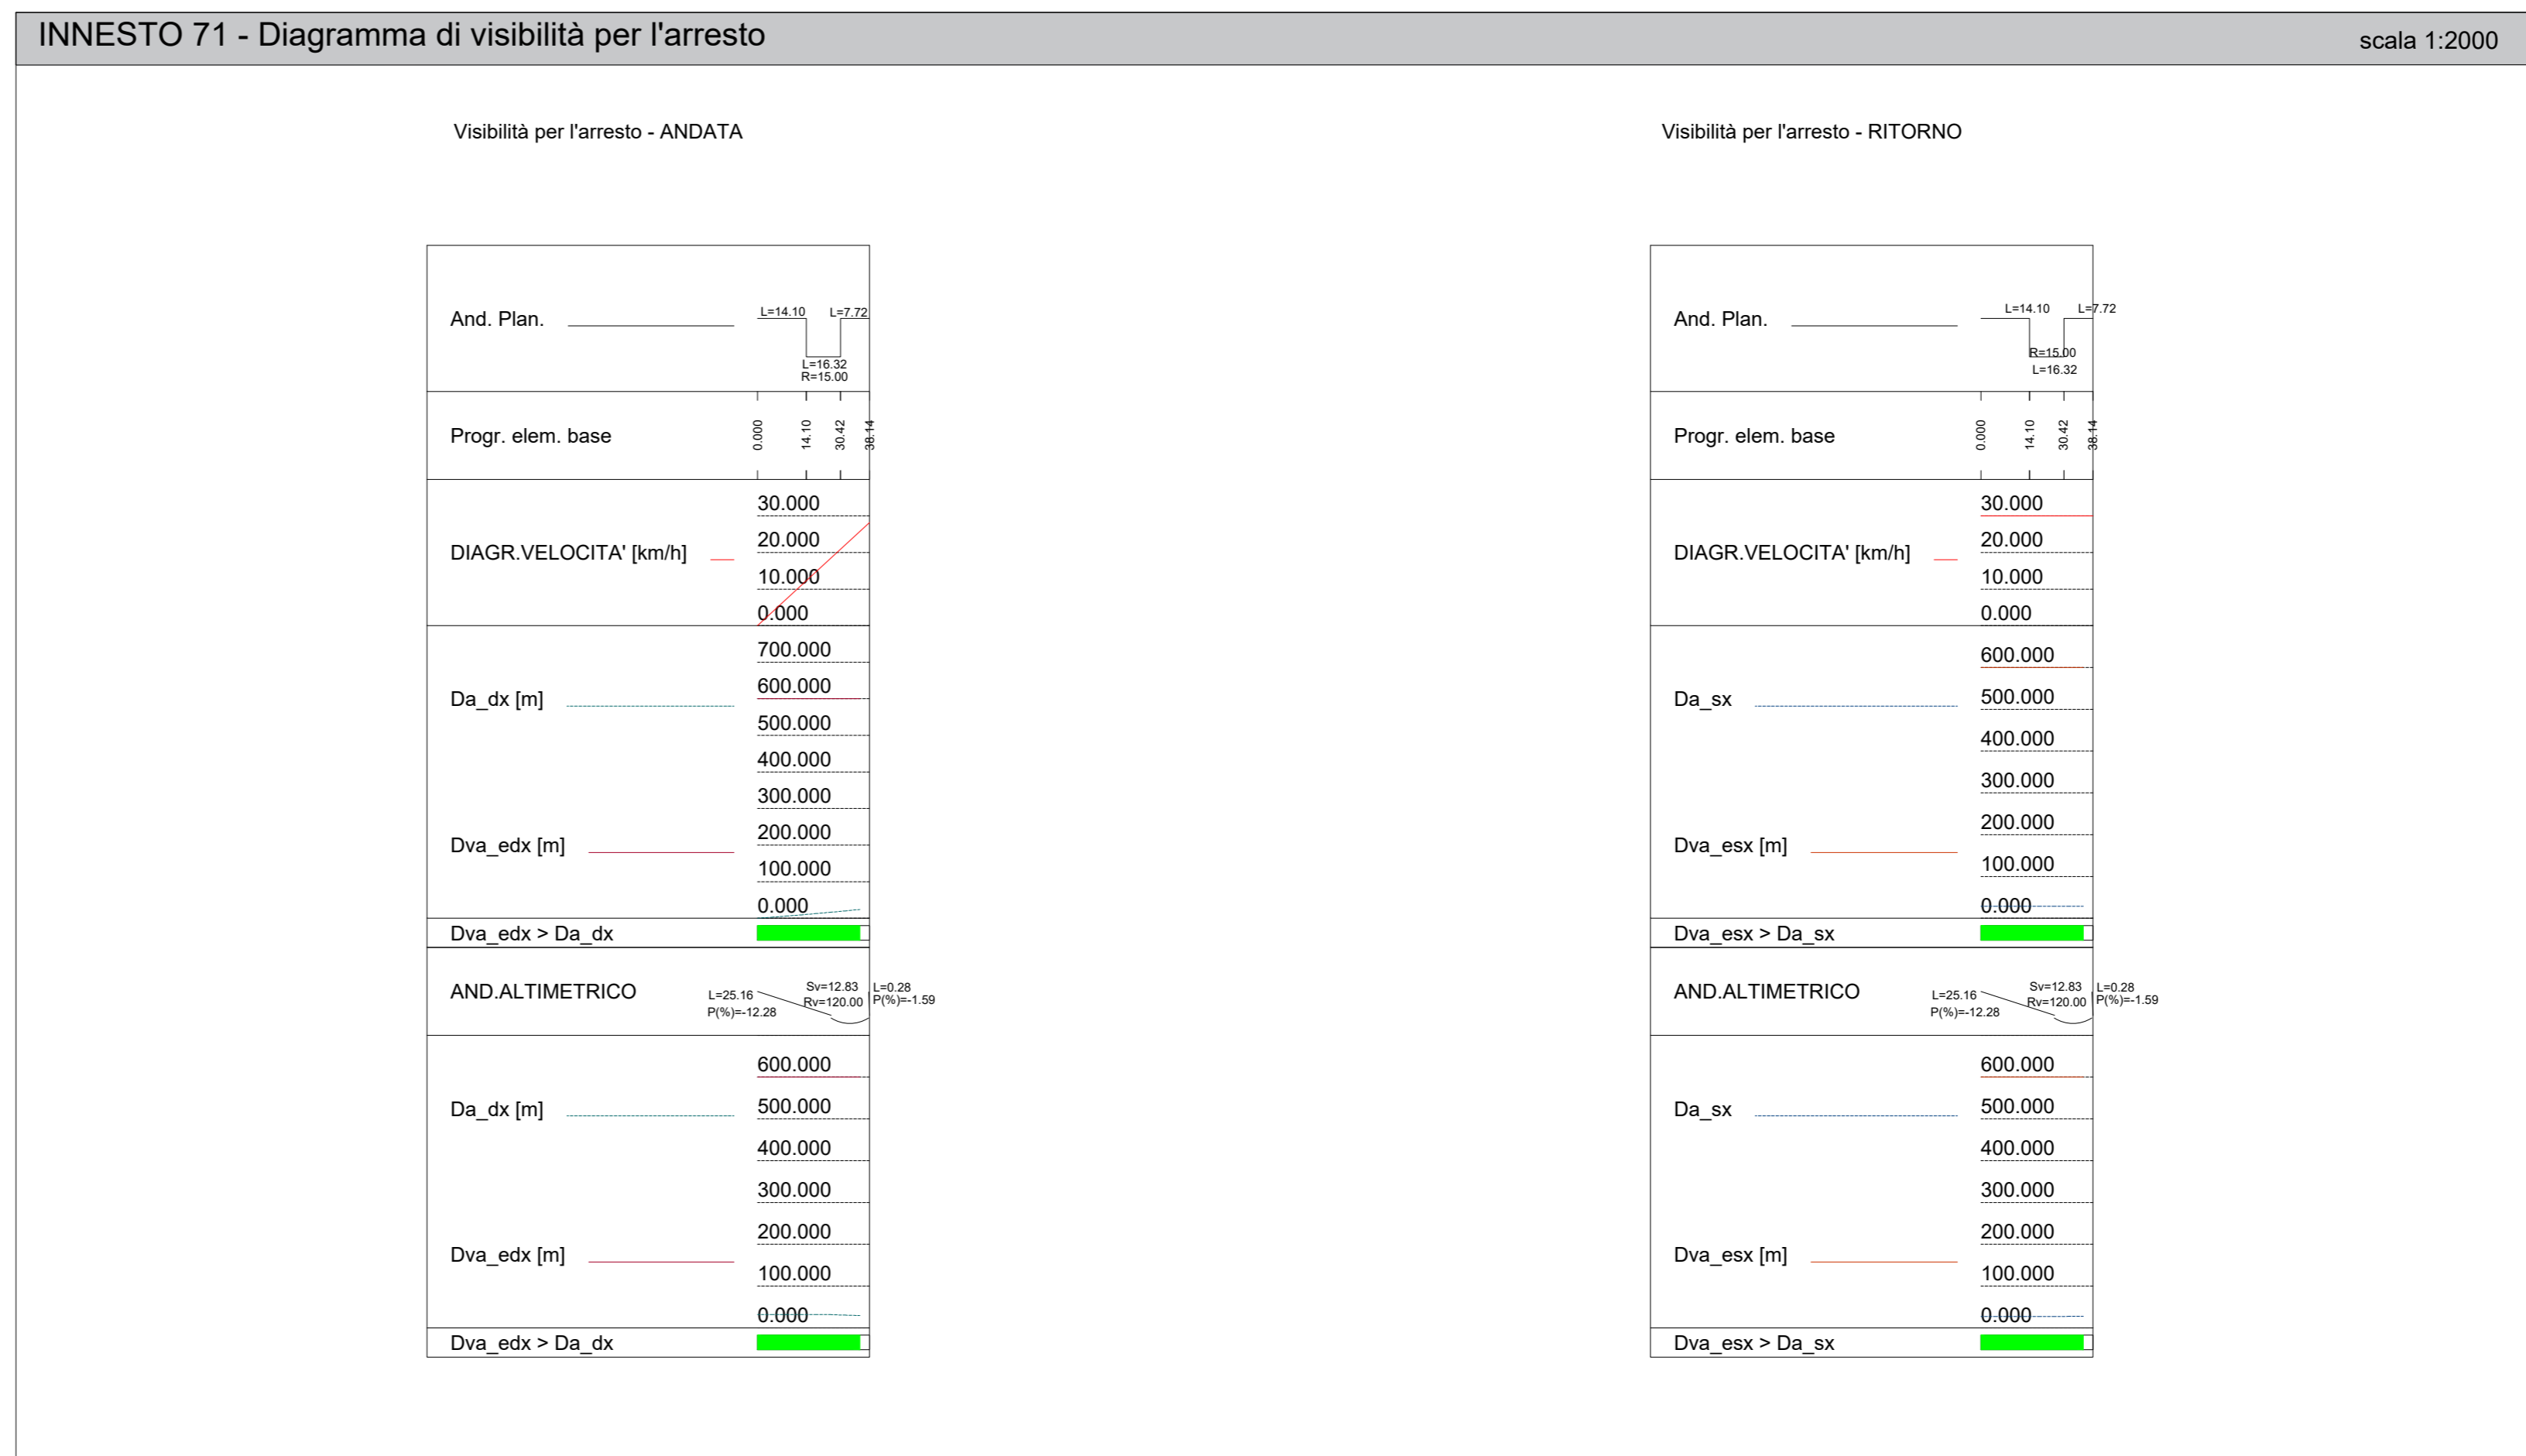 INNESTO 71 - Diagramma di visibilità per l'arresto
scala 1:2000
Visibilità per l'arresto - ANDATA
And. Plan.
L=14.10
L=7.72
L=16.32
R=15.00
Progr. elem. base
0.000
14.10
30.42
38.14
DIAGR.VELOCITA' [km/h]
30.000
20.000
10.000
0.000
Da_dx [m]
Dva_edx [m]
700.000
600.000
500.000
400.000
300.000
200.000
100.000
0.000
Dva_edx > Da_dx
AND.ALTIMETRICO
L=25.16
P(%)=-12.28
Sv=12.83
Rv=120.00
L=0.28
P(%)=-1.59
Da_dx [m]
Dva_edx [m]
600.000
500.000
400.000
300.000
200.000
100.000
0.000
Dva_edx > Da_dx
Visibilità per l'arresto - RITORNO
And. Plan.
L=14.10
L=7.72
R=15.00
L=16.32
Progr. elem. base
0.000
14.10
30.42
38.14
DIAGR.VELOCITA' [km/h]
30.000
20.000
10.000
0.000
Da_sx
Dva_esx [m]
600.000
500.000
400.000
300.000
200.000
100.000
0.000
Dva_esx > Da_sx
AND.ALTIMETRICO
L=25.16
P(%)=-12.28
Sv=12.83
Rv=120.00
L=0.28
P(%)=-1.59
Da_sx
Dva_esx [m]
600.000
500.000
400.000
300.000
200.000
100.000
0.000
Dva_esx > Da_sx